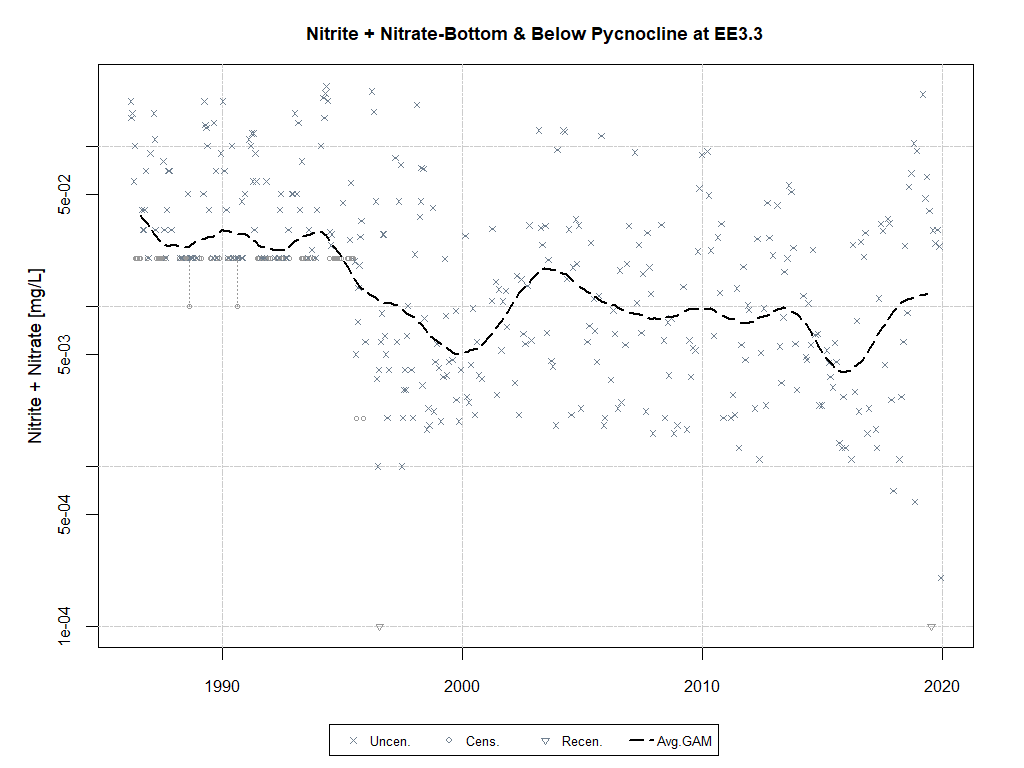 Nitrite + Nitrate-Bottom & Below Pycnocline at EE3.3
Nitrite + Nitrate [mg/L]
5e-02
5e-03
5e-04
1e-04
1990 2000 2010 2020
Uncen. Cens. Recen. Avg.GAM